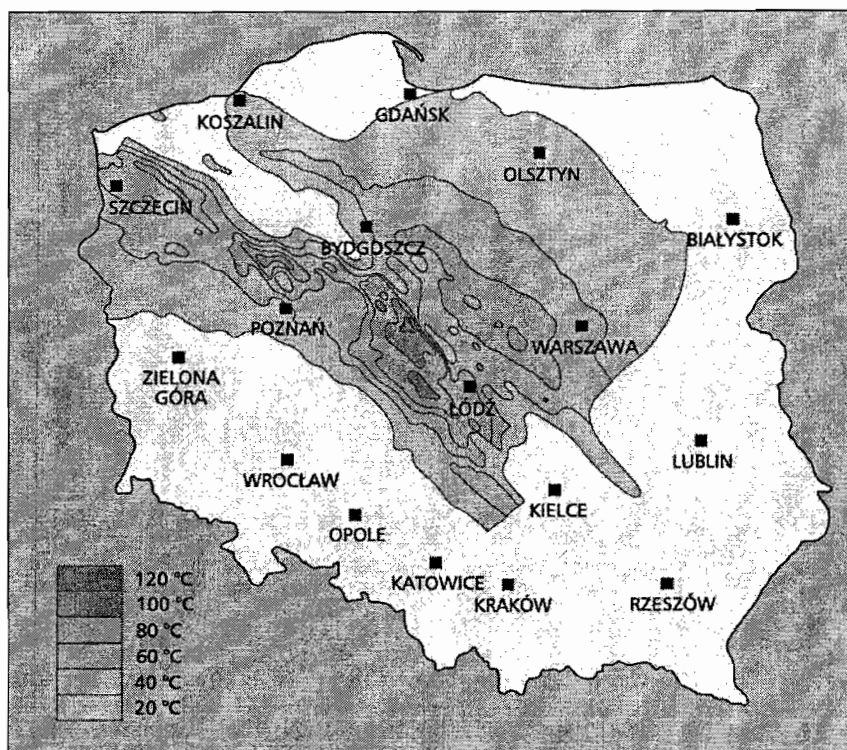 KOSZALIN
GDAŃSK
OLSZTYN
SZCZECIN
BYDGOSZCZ
BIAŁYSTOK
POZNAŃ
WARSZAWA
ZIELONA
GÓRA
ŁÓDŹ
LUBLIN
WROCŁAW
KIELCE
OPOLE
KATOWICE
KRAKÓW
RZESZÓW
120 °C
100 °C
80 °C
60 °C
40 °C
20 °C